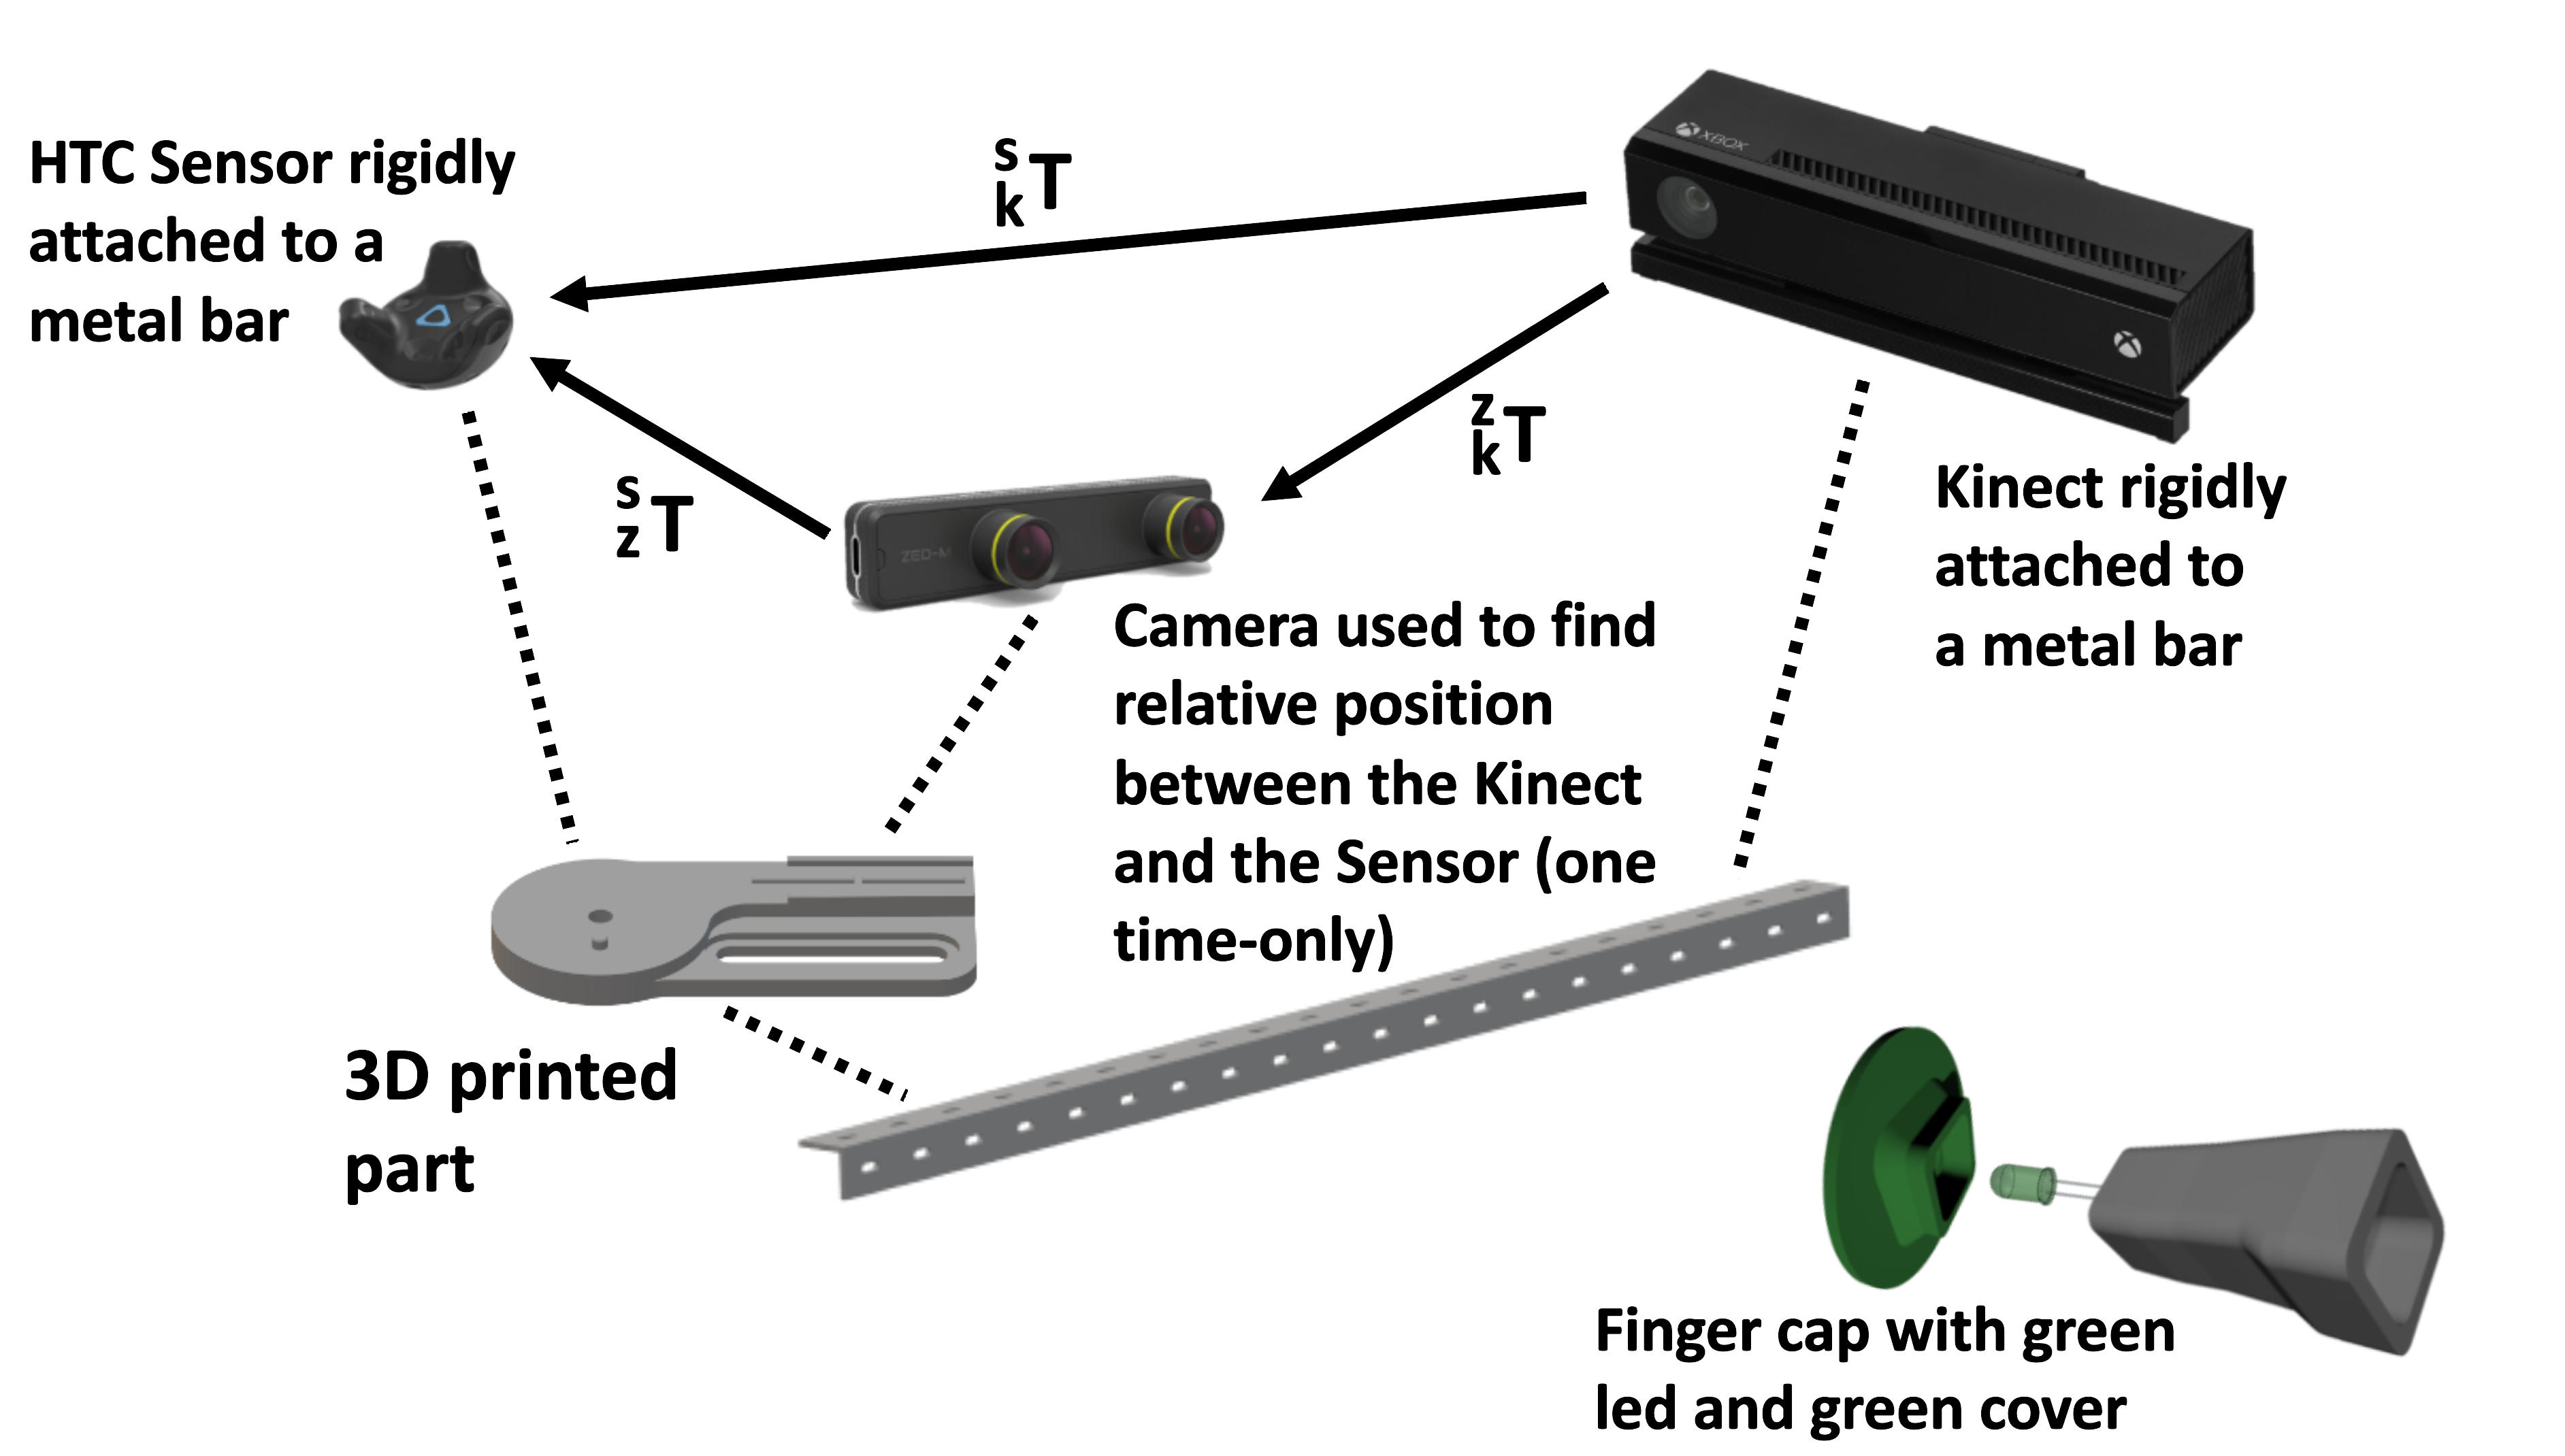 HTC Sensor rigidly
attached to a
metal bar
s
k T
XBOX
z
k T
s
z T
ZED-M
Kinect rigidly
attached to
a metal bar
Camera used to find
relative position
between the Kinect
and the Sensor (one
time-only)
3D printed
part
Finger cap with green
led and green cover